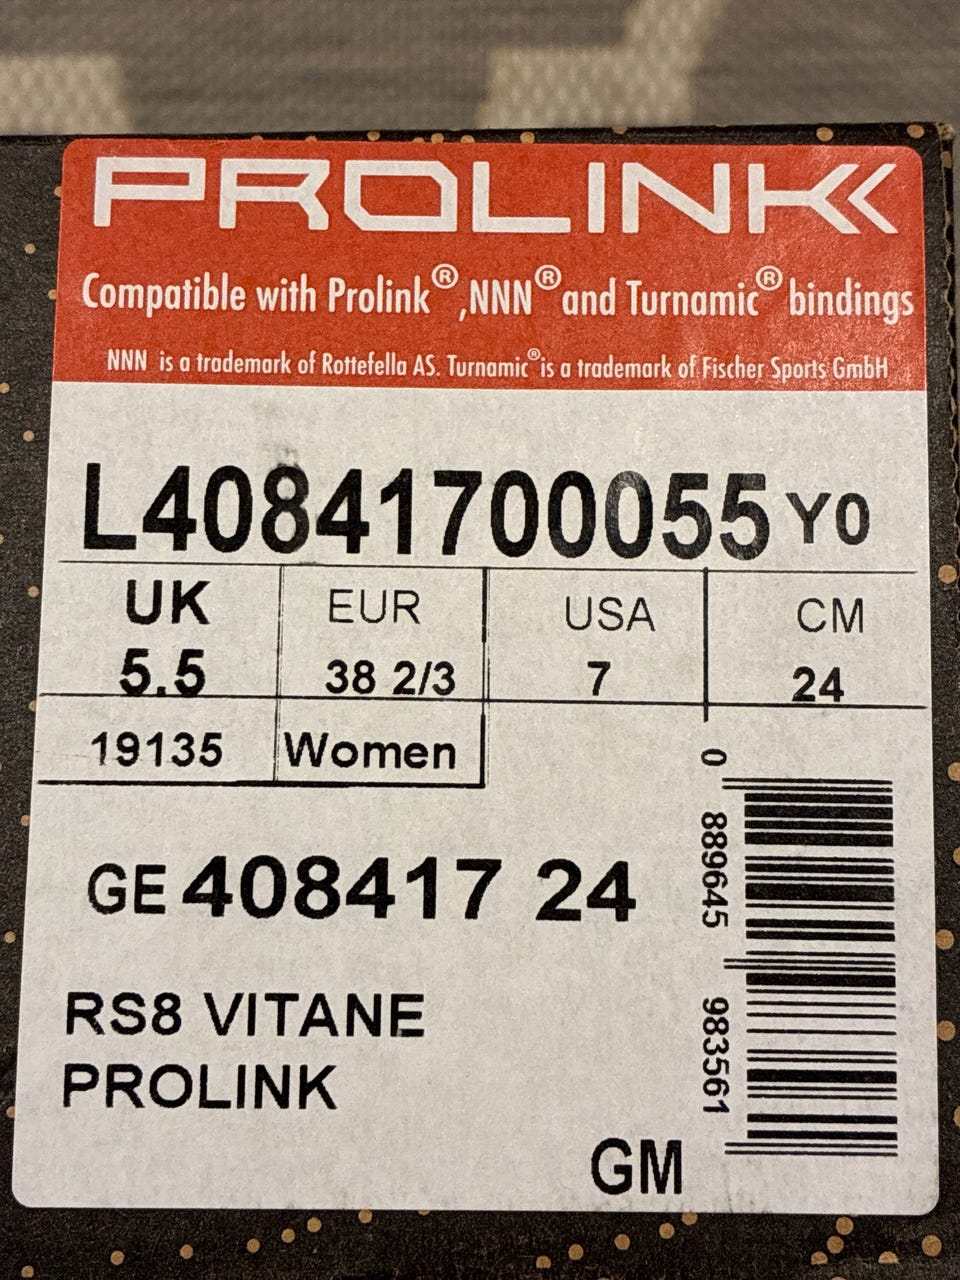 PROLINK
Compatible with Prolink®,NNN® and Turnamic® bindings
NNN is a trademark of Rottefella AS. Turnamic® is a trademark of Fischer Sports GmbH
L40841700055 Y0
UK EUR USA CM
5.5 38 2/3 7 24
19135 Women
0 889645 983561
GE 408417 24
RS8 VITANE
PROLINK
GM